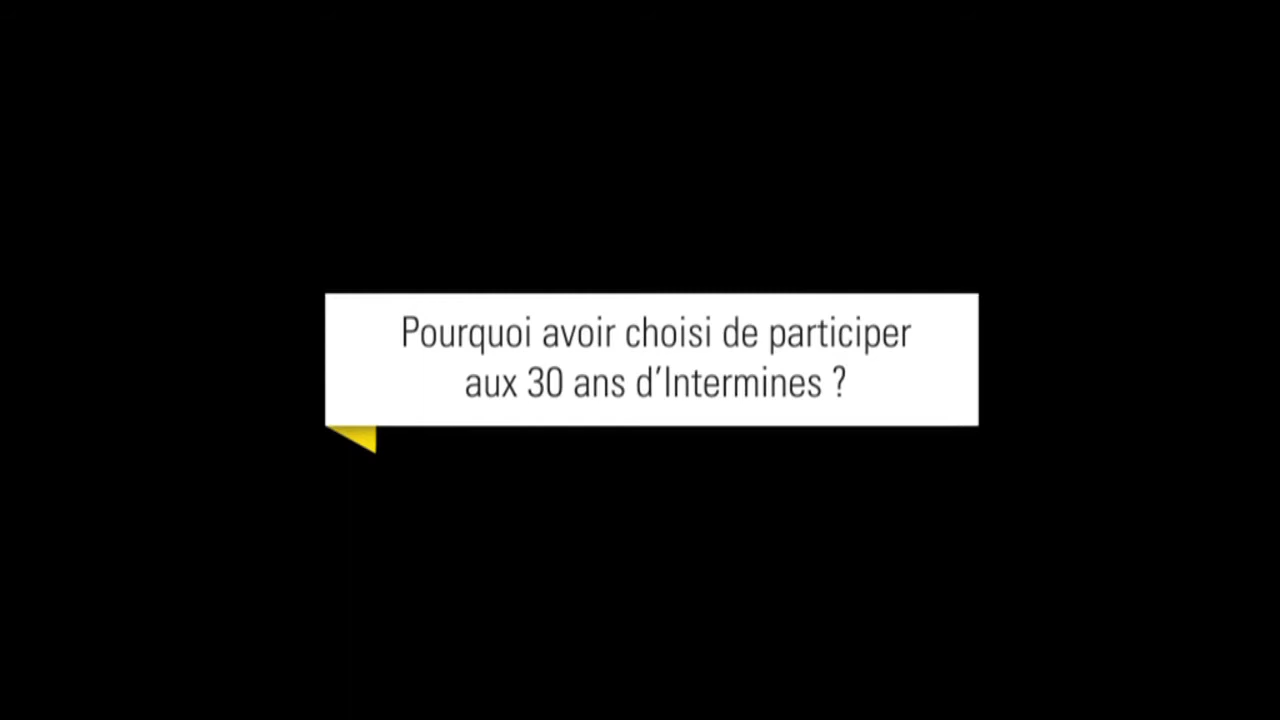 Pourquoi avoir choisi de participer
aux 30 ans d’Intermines ?